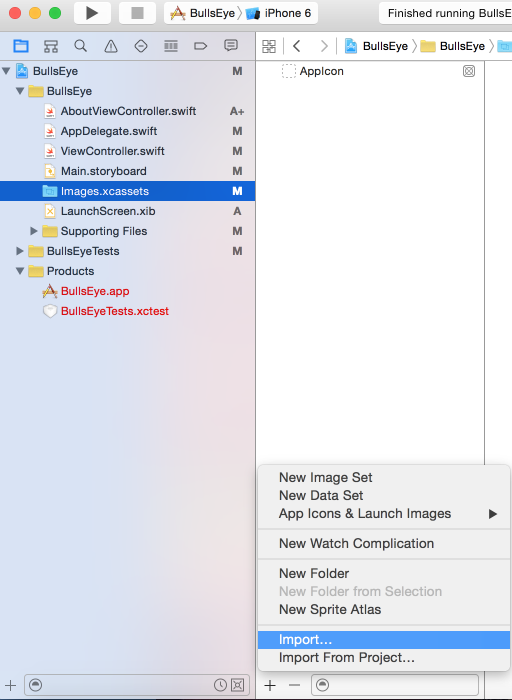 BullsEye iPhone 6 Finished running BullsE
BullsEye BullsEye
BullsEye M
BullsEye M
AboutViewController.swift A+
AppDelegate.swift M
ViewController.swift M
Main.storyboard M
Images.xcassets M
LaunchScreen.xib A
Supporting Files M
BullsEyeTests M
Products
BullsEye.app
BullsEyeTests.xctest
AppIcon
New Image Set
New Data Set
App Icons & Launch Images
New Watch Complication
New Folder
New Folder from Selection
New Sprite Atlas
Import...
Import From Project...